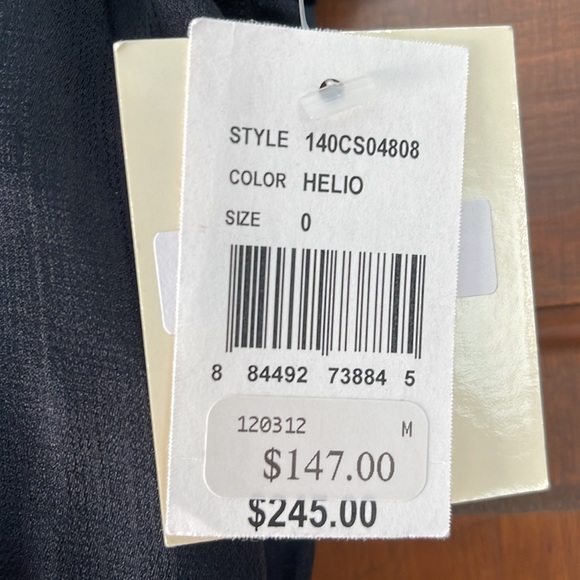 STYLE 140CS04808
COLOR HELIO
SIZE 0
8 84492 73884 5
120312 M
$147.00
$245.00